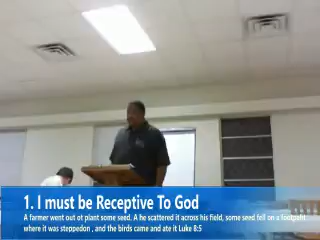 1. I must be Receptive To God
A farmer went out ot plant some seed. A he scattered it across his field, some seed fell on a footpaht
where it was steppedon , and the birds came and ate it Luke 8:5